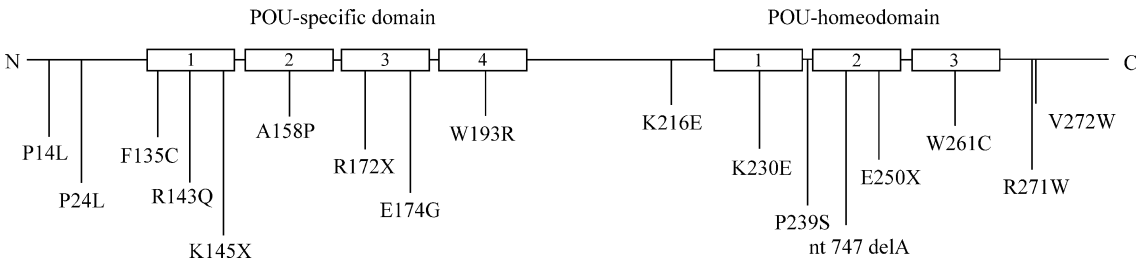 POU-specific domain POU-homeodomain
N 1 2 3 4 1 2 3 C
P14L
P24L
F135C
R143Q
K145X
A158P
R172X
E174G
W193R
K216E
K230E
P239S
nt 747 delA
E250X
W261C
R271W
V272W